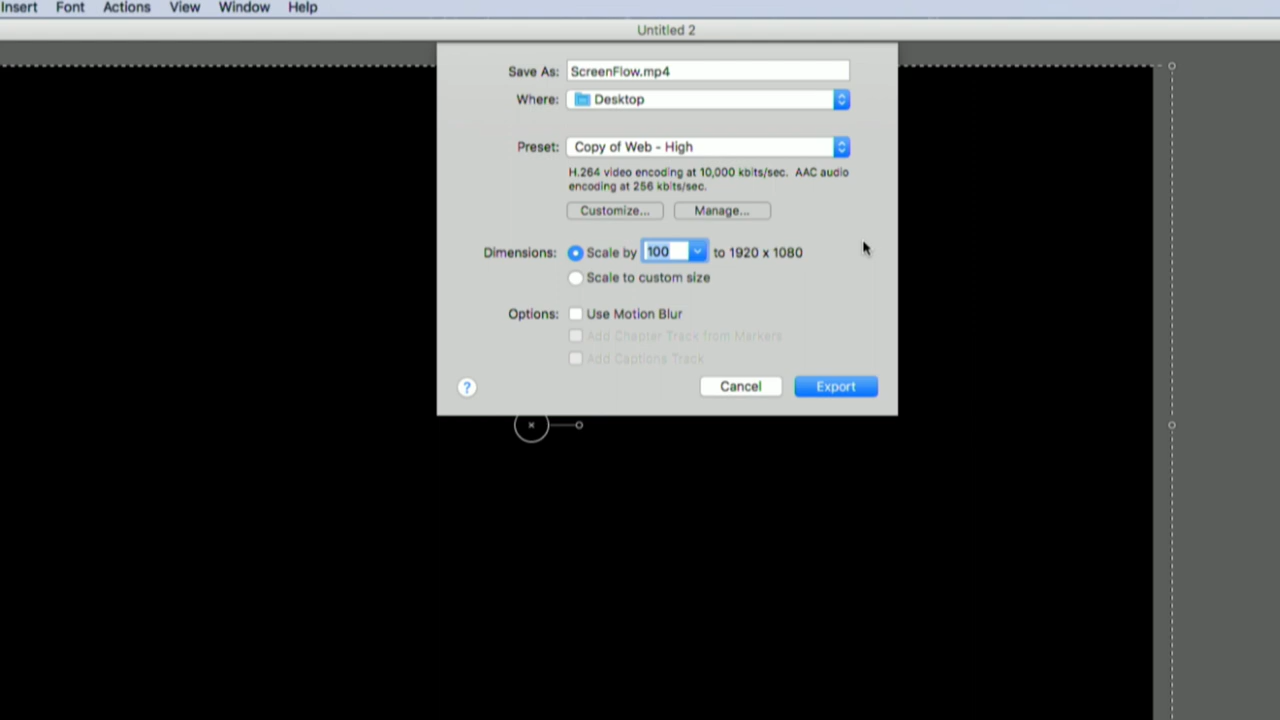 Insert Font Actions View Window Help
Untitled 2
Save As: ScreenFlow.mp4
Where: Desktop
Preset: Copy of Web - High
H.264 video encoding at 10,000 kbits/sec. AAC audio
encoding at 256 kbits/sec.
Customize... Manage...
Dimensions: Scale by 100 to 1920 x 1080
Scale to custom size
Options: Use Motion Blur
Add Chapter Track from Markers
Add Captions Track
? Cancel Export